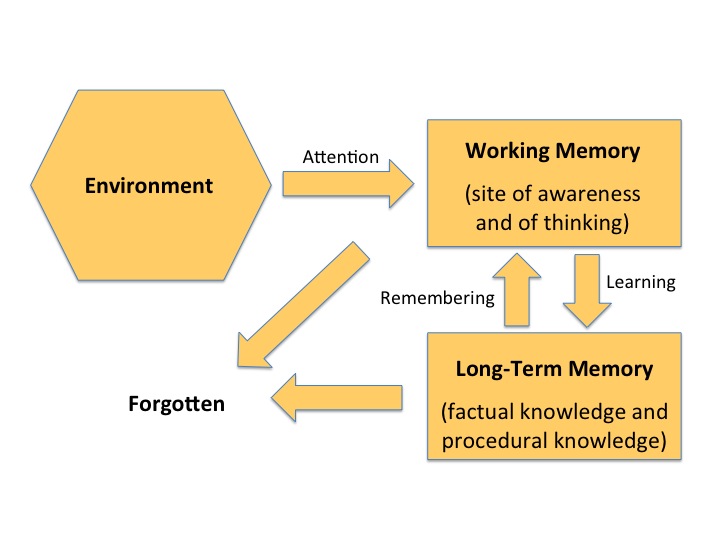 Environment
Attention
Working Memory
(site of awareness
and of thinking)
Remembering
Learning
Long-Term Memory
(factual knowledge and
procedural knowledge)
Forgotten